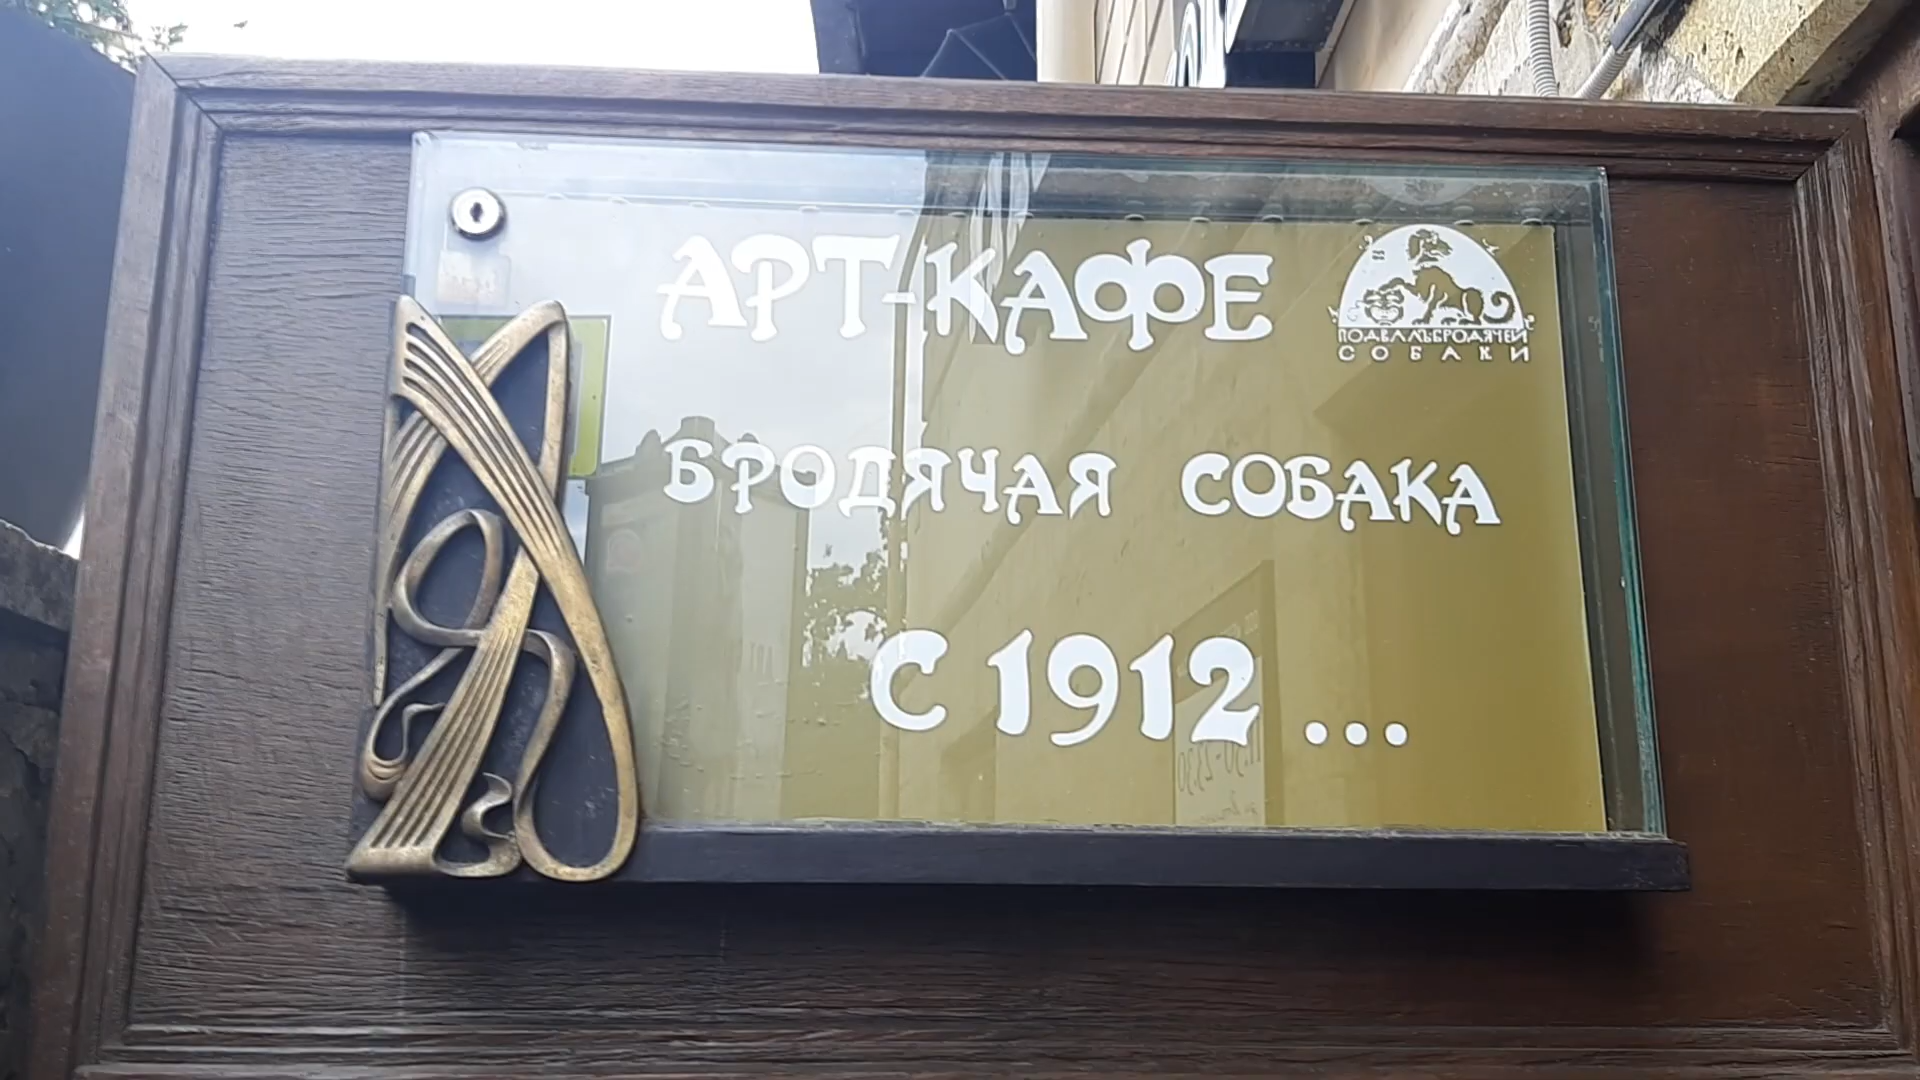 АРТ-КАФЕ
ПОДВАЛЪ БРОДЯЧЕЙ
СОБАКИ
БРОДЯЧАЯ СОБАКА
С 1912...